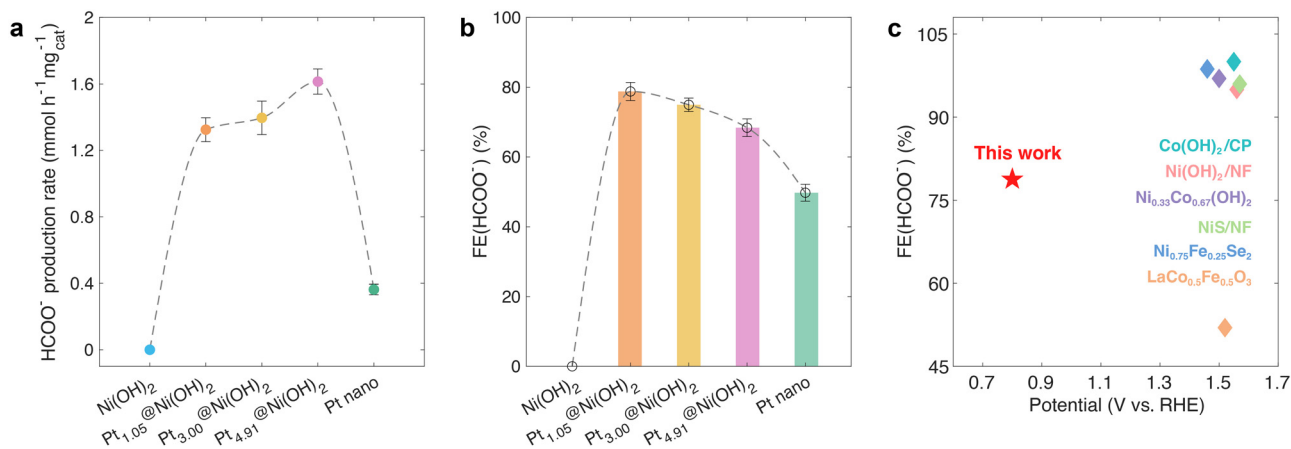 a
HCOO⁻ production rate (mmol h⁻¹mg⁻¹cat)
2
1.6
1.2
0.8
0.4
0
Ni(OH)₂
Pt₁.₀₅@Ni(OH)₂
Pt₃.₀₀@Ni(OH)₂
Pt₄.₉₁@Ni(OH)₂
Pt nano
b
FE(HCOO⁻) (%)
100
80
60
40
20
0
Ni(OH)₂
Pt₁.₀₅@Ni(OH)₂
Pt₃.₀₀@Ni(OH)₂
Pt₄.₉₁@Ni(OH)₂
Pt nano
c
FE(HCOO⁻) (%)
105
90
75
60
45
This work
Co(OH)₂/CP
Ni(OH)₂/NF
Ni₀.₃₃Co₀.₆₇(OH)₂
NiS/NF
Ni₀.₇₅Fe₀.₂₅Se₂
LaCo₀.₅Fe₀.₅O₃
0.7 0.9 1.1 1.3 1.5 1.7
Potential (V vs. RHE)